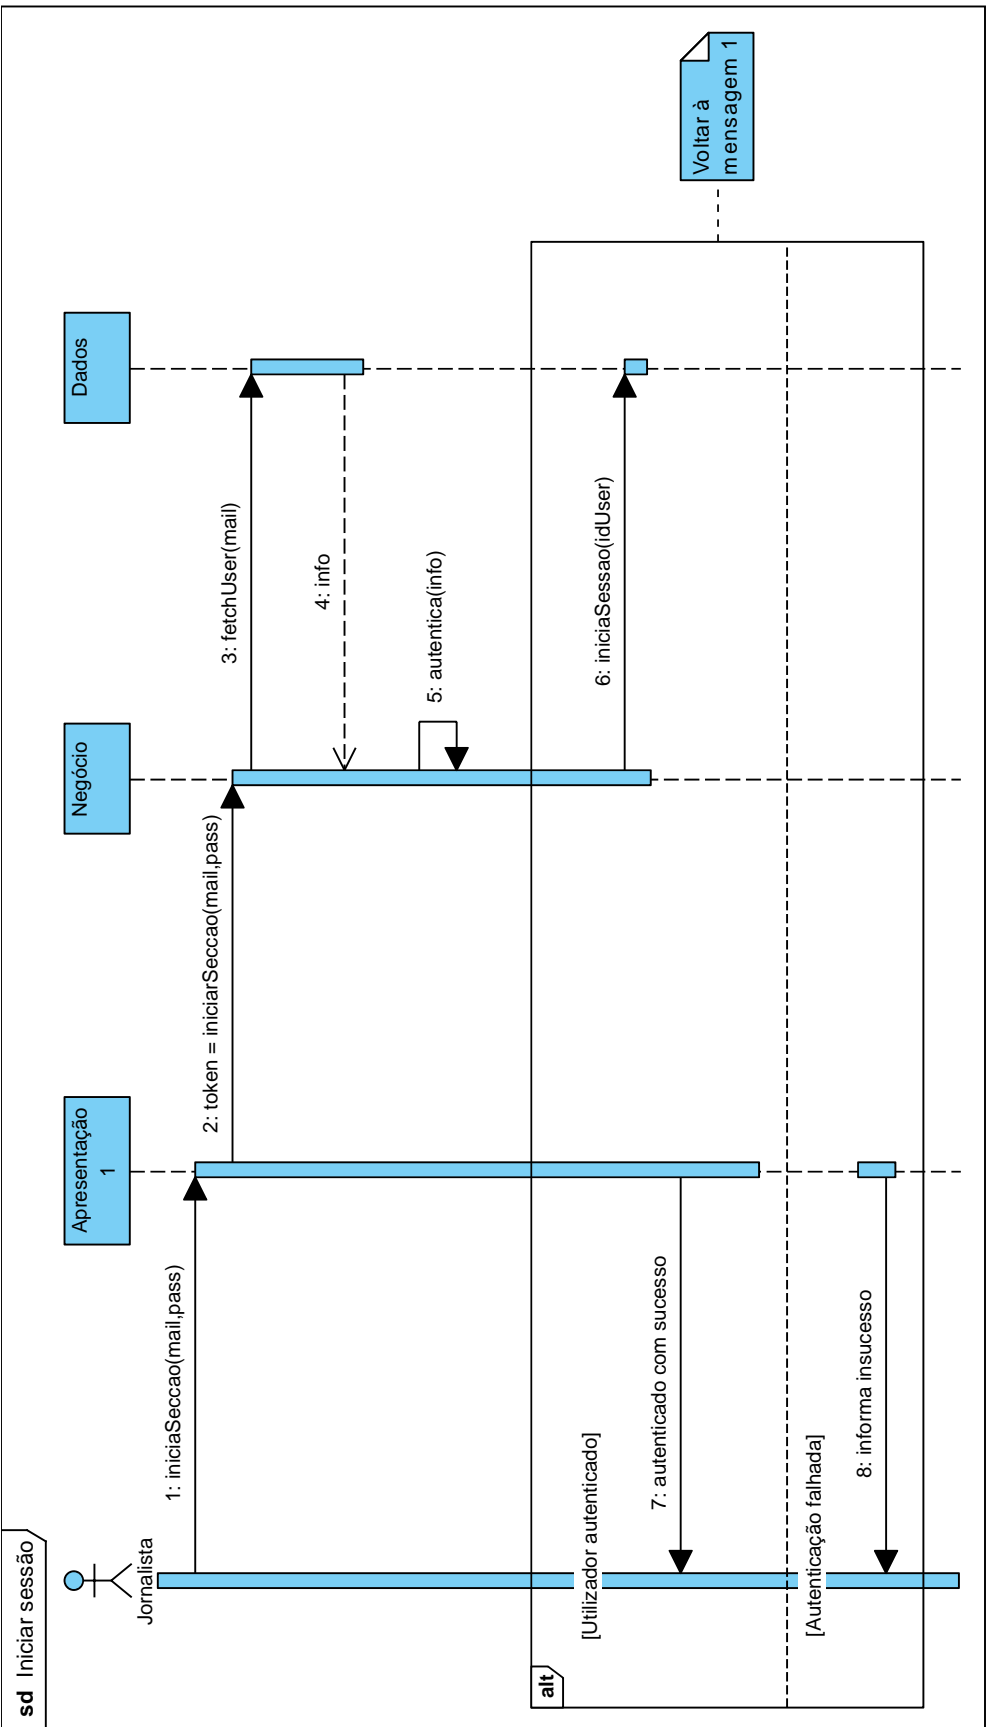 sd Iniciar sessão
Jornalista
Apresentação
1
Negócio
Dados
1: iniciaSeccao(mail,pass)
2: token = iniciarSeccao(mail,pass)
3: fetchUser(mail)
4: info
5: autentica(info)
alt
[Utilizador autenticado]
6: iniciaSessao(idUser)
7: autenticado com sucesso
Voltar à
mensagem 1
[Autenticação falhada]
8: informa insucesso